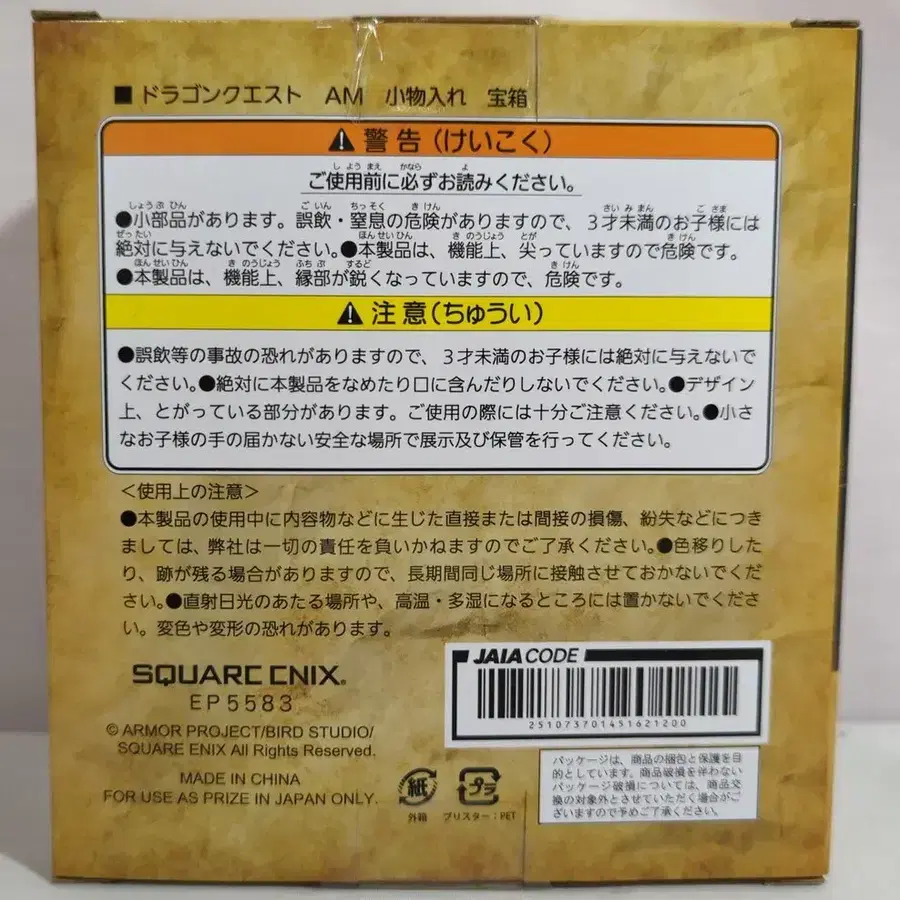 ■ ドラゴンクエスト AM 小物入れ 宝箱
⚠ 警告（けいこく）
ご使用前に必ずお読みください。
●小部品があります。誤飲・窒息の危険がありますので、3才未満のお子様には
絶対に与えないでください。●本製品は、機能上、尖っていますので危険です。
●本製品は、機能上、縁部が鋭くなっていますので、危険です。
⚠ 注意（ちゅうい）
●誤飲等の事故の恐れがありますので、3才未満のお子様には絶対に与えないで
ください。●絶対に本製品をなめたり口に含んだりしないでください。●デザイン
上、とがっている部分があります。ご使用の際には十分ご注意ください。●小さ
なお子様の手の届かない安全な場所で展示及び保管を行ってください。
＜使用上の注意＞
●本製品の使用中に内容物などに生じた直接または間接の損傷、紛失などにつき
ましては、弊社は一切の責任を負いかねますのでご了承ください。●色移りした
り、跡が残る場合がありますので、長期間同じ場所に接触させておかないでくだ
さい。●直射日光のあたる場所や、高温・多湿になるところには置かないでくださ
い。変色や変形の恐れがあります。
SQUARE ENIX®
EP5583
© ARMOR PROJECT/BIRD STUDIO/
SQUARE ENIX All Rights Reserved.
MADE IN CHINA
FOR USE AS PRIZE IN JAPAN ONLY.
紙
外箱
プラ
ブリスター：PET
JAIA CODE
251073701451621200
パッケージは、商品の梱包と保護を目
的としています。商品破損を伴わない
パッケージ破損については、商品交
換の対象外とさせていただく場合がご
ざいますので予めご了承ください。